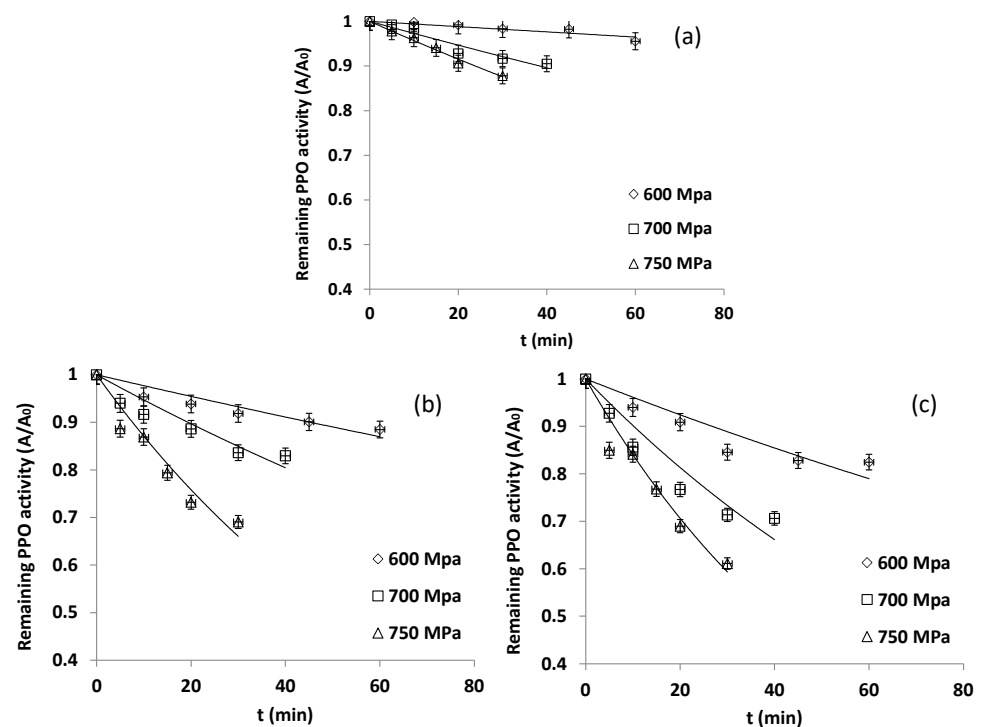 (a)
Remaining PPO activity (A/A₀)
1
0.9
0.8
0.7
0.6
0.5
0.4
600 Mpa
700 Mpa
750 MPa
0 20 40 60 80
t (min)
(b)
Remaining PPO activity (A/A₀)
1
0.9
0.8
0.7
0.6
0.5
0.4
600 Mpa
700 Mpa
750 MPa
0 20 40 60 80
t (min)
(c)
Remaining PPO activity (A/A₀)
1
0.9
0.8
0.7
0.6
0.5
0.4
600 Mpa
700 Mpa
750 MPa
0 20 40 60 80
t (min)